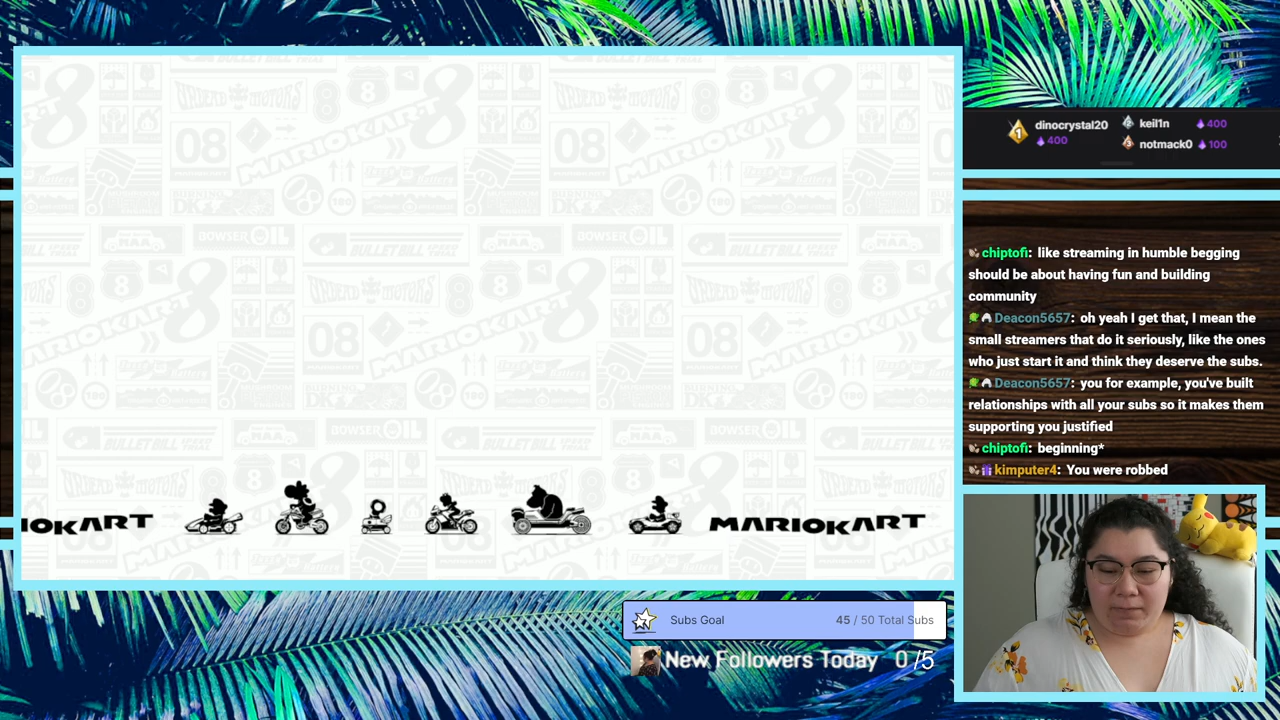 dinocrystal20
400
keil1n 400
notmack0 100
chiptofi: like streaming in humble begging
should be about having fun and building
community
Deacon5657: oh yeah I get that, I mean the
small streamers that do it seriously, like the ones
who just start it and think they deserve the subs.
Deacon5657: you for example, you've built
relationships with all your subs so it makes them
supporting you justified
chiptofi: beginning*
kimputer4: You were robbed
IOKART
MARIOKART
Subs Goal 45 / 50 Total Subs
New Followers Today 0 /5